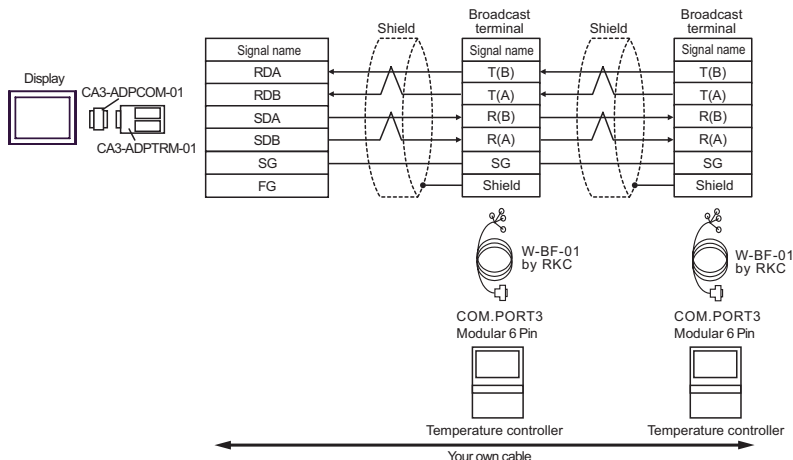 Display
CA3-ADPCOM-01
CA3-ADPTRM-01
Signal name
RDA
RDB
SDA
SDB
SG
FG
Shield
Broadcast
terminal
Signal name
T(B)
T(A)
R(B)
R(A)
SG
Shield
Shield
Broadcast
terminal
Signal name
T(B)
T(A)
R(B)
R(A)
SG
Shield
W-BF-01
by RKC
COM.PORT3
Modular 6 Pin
Temperature controller
W-BF-01
by RKC
COM.PORT3
Modular 6 Pin
Temperature controller
Your own cable